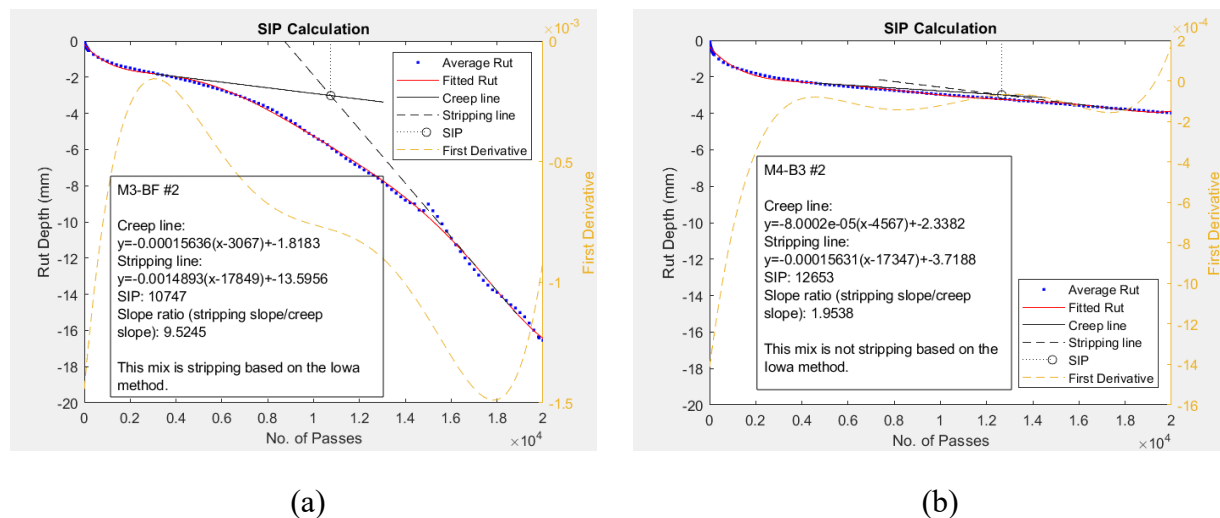 SIP Calculation
×10⁻³
0
-2
-4
-6
-8
-10
-12
-14
-16
-18
-20
Rut Depth (mm)
Average Rut
Fitted Rut
Creep line
Stripping line
SIP
First Derivative
M3-BF #2
Creep line:
y=-0.00015636(x-3067)+-1.8183
Stripping line:
y=-0.0014893(x-17849)+-13.5956
SIP: 10747
Slope ratio (stripping slope/creep
slope): 9.5245
This mix is stripping based on the Iowa
method.
0
-0.5
-1
-1.5
First Derivative
0 0.2 0.4 0.6 0.8 1.0 1.2 1.4 1.6 1.8 2.0
No. of Passes
×10⁴
(a)
SIP Calculation
×10⁻⁴
0
-2
-4
-6
-8
-10
-12
-14
-16
-18
-20
Rut Depth (mm)
M4-B3 #2
Creep line:
y=-8.0002e-05(x-4567)+-2.3382
Stripping line:
y=-0.00015631(x-17347)+-3.7188
SIP: 12653
Slope ratio (stripping slope/creep
slope): 1.9538
This mix is not stripping based on the
Iowa method.
Average Rut
Fitted Rut
Creep line
Stripping line
SIP
First Derivative
2
0
-2
-4
-6
-8
-10
-12
-14
-16
First Derivative
0 0.2 0.4 0.6 0.8 1.0 1.2 1.4 1.6 1.8 2.0
No. of Passes
×10⁴
(b)